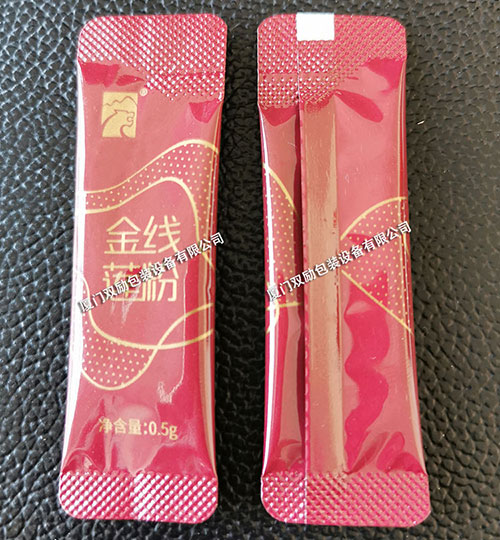 ®
金线
莲粉
净含量:0.5g
厦门双励包装设备有限公司
厦门双励包装设备有限公司